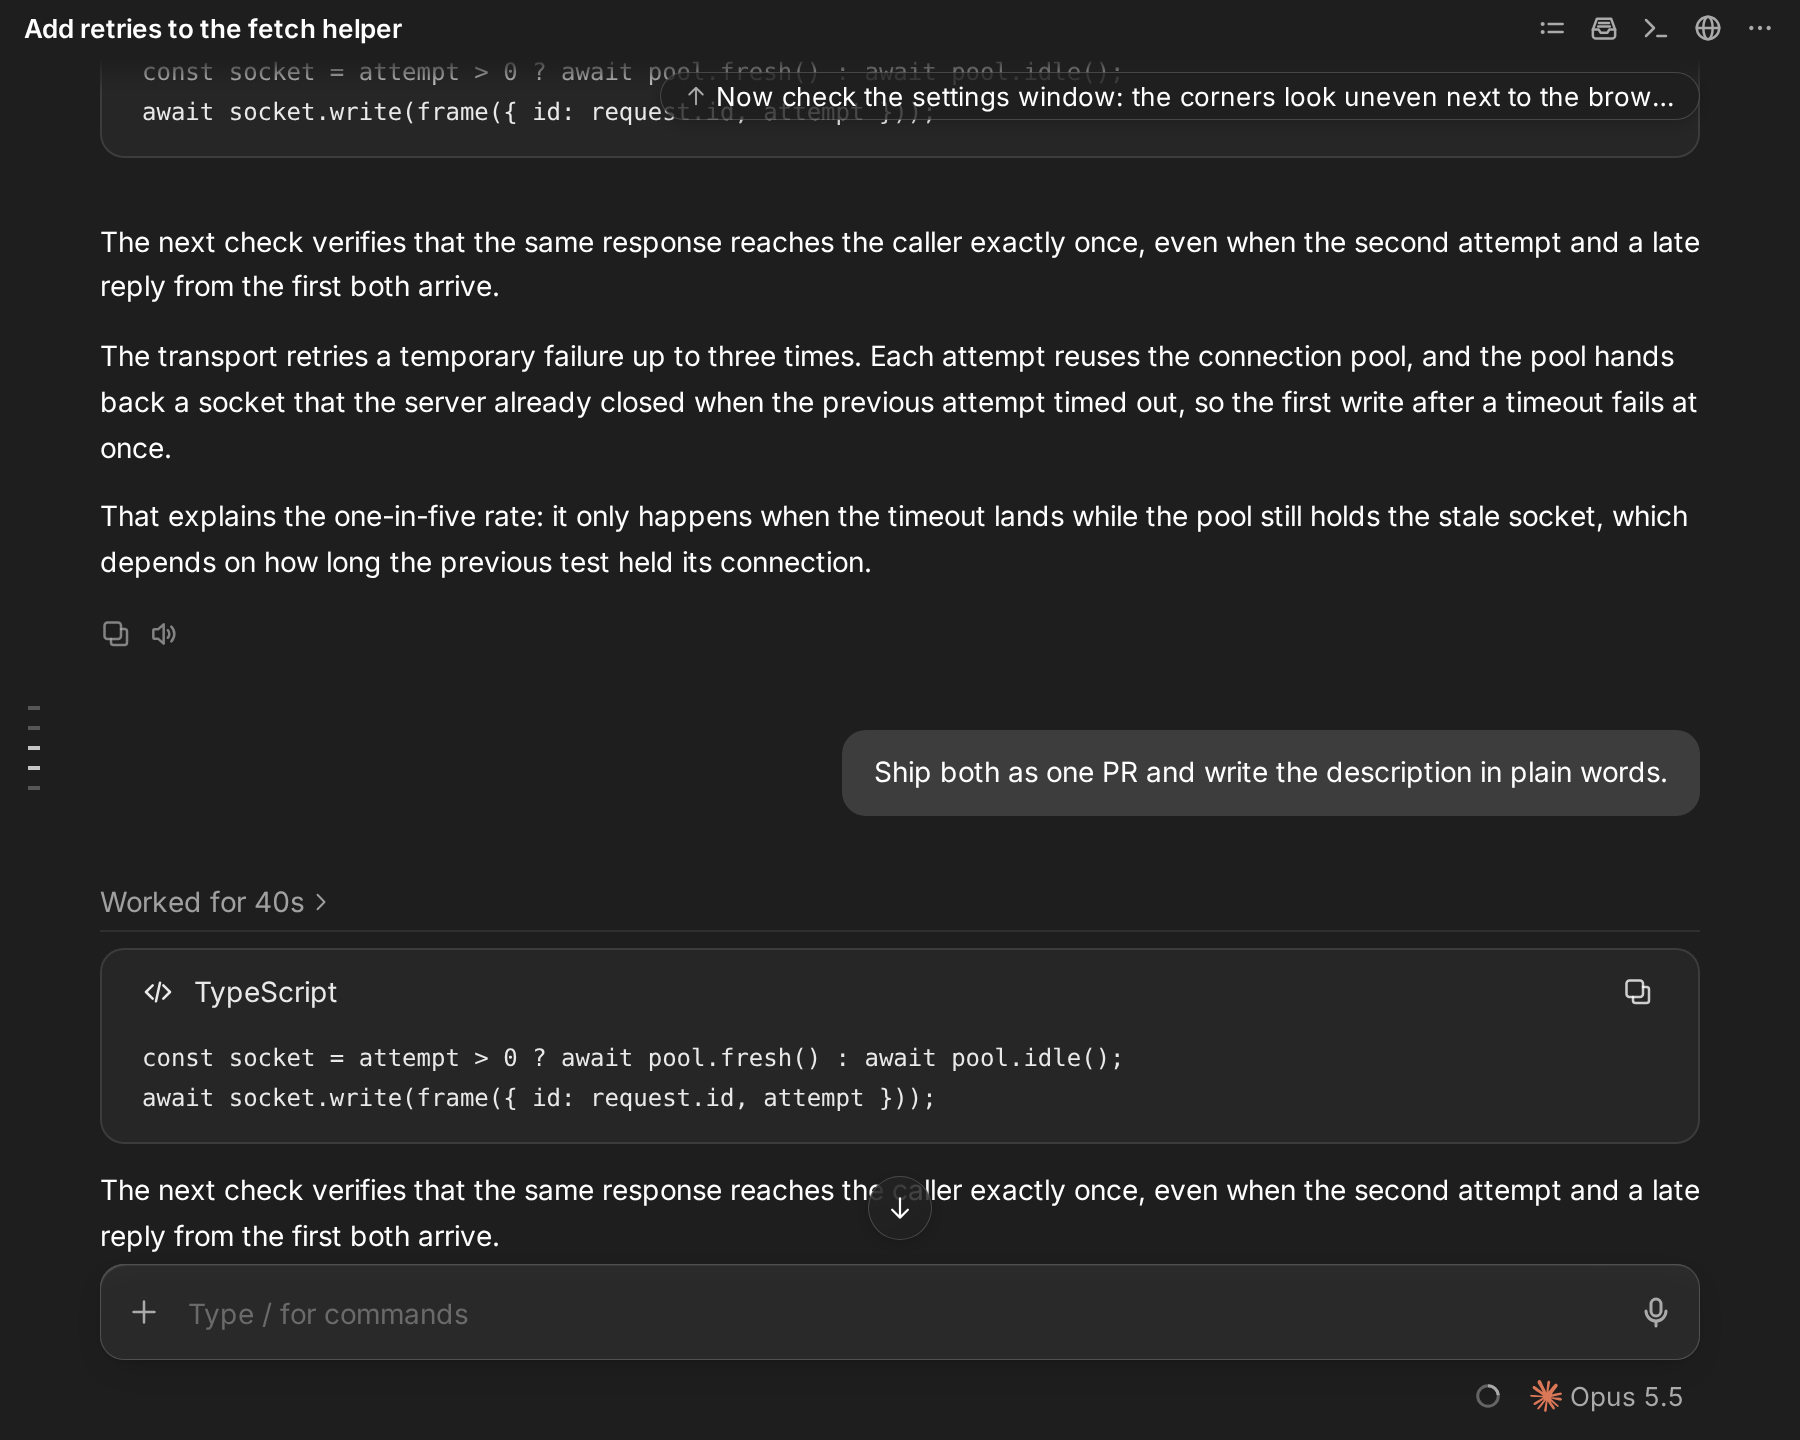 Add retries to the fetch helper
const socket = attempt > 0 ? await pool.fresh() : await pool.idle();
↑ Now check the settings window: the corners look uneven next to the brow...
await socket.write(frame({ id: request.id, attempt }));
The next check verifies that the same response reaches the caller exactly once, even when the second attempt and a late
reply from the first both arrive.
The transport retries a temporary failure up to three times. Each attempt reuses the connection pool, and the pool hands
back a socket that the server already closed when the previous attempt timed out, so the first write after a timeout fails at
once.
That explains the one-in-five rate: it only happens when the timeout lands while the pool still holds the stale socket, which
depends on how long the previous test held its connection.
Ship both as one PR and write the description in plain words.
Worked for 40s
TypeScript
const socket = attempt > 0 ? await pool.fresh() : await pool.idle();
await socket.write(frame({ id: request.id, attempt }));
The next check verifies that the same response reaches the caller exactly once, even when the second attempt and a late
reply from the first both arrive.
Type / for commands
Opus 5.5